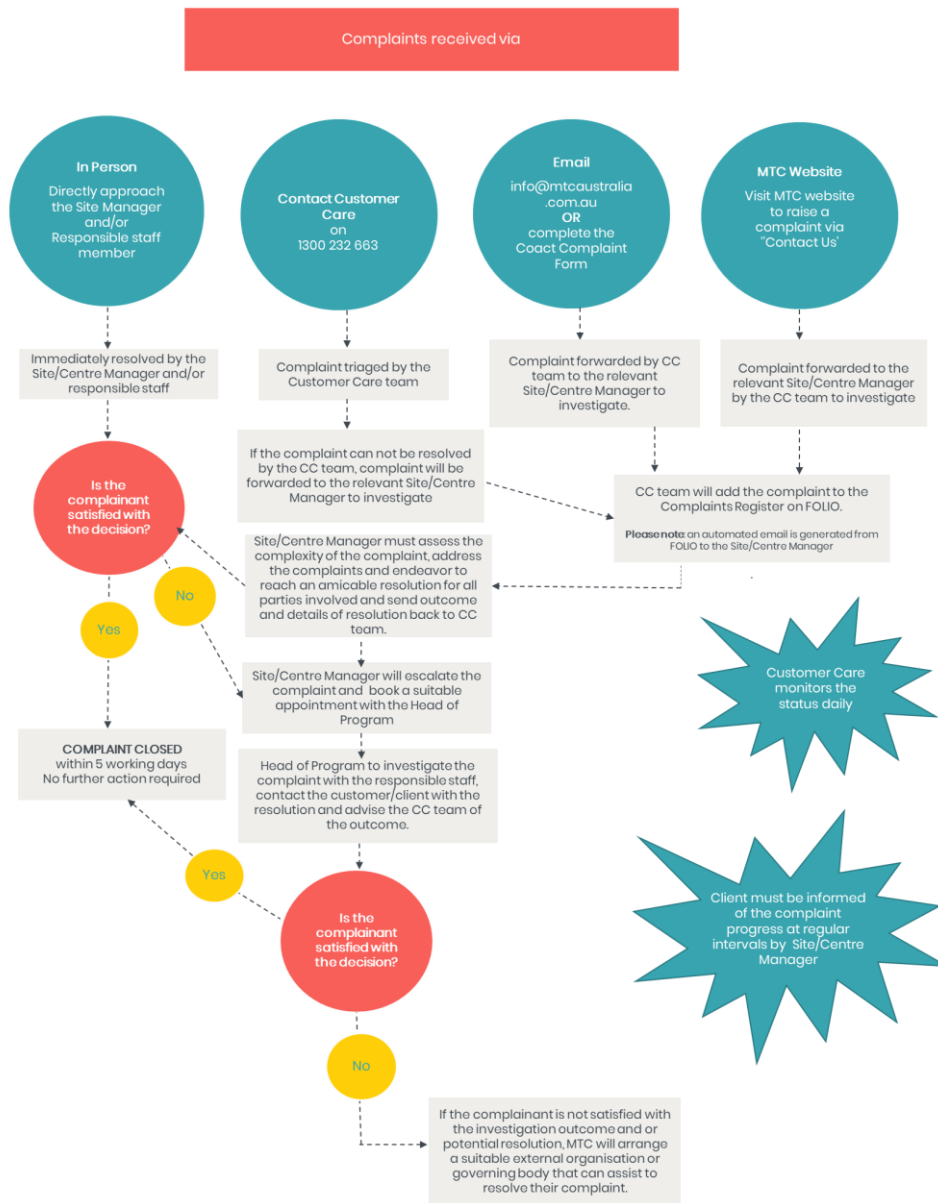 Complaints received via
In Person
Directly approach
the Site Manager
and/or
Responsible staff
member
Contact Customer
Care
on
1300 232 663
Email
info@mtcaustralia
.com.au
OR
complete the
Coact Complaint
Form
MTC Website
Visit MTC website
to raise a
complaint via
"Contact Us'
Immediately resolved by the
Site/Centre Manager and/or
responsible staff
Complaint triaged by the
Customer Care team
Complaint forwarded by CC
team to the relevant
Site/Centre Manager to
investigate.
Complaint forwarded to the
relevant Site/Centre Manager
by the CC team to investigate
If the complaint can not be resolved
by the CC team, complaint will be
forwarded to the relevant Site/Centre
Manager to investigate
Is the
complainant
satisfied with
the decision?
CC team will add the complaint to the
Complaints Register on FOLIO.
Please note: an automated email is generated from
FOLIO to the Site/Centre Manager
Site/Centre Manager must assess the
complexity of the complaint, address
the complaints and endeavor to
reach an amicable resolution for all
parties involved and send outcome
and details of resolution back to CC
team.
No
Yes
Site/Centre Manager will escalate the
complaint and book a suitable
appointment with the Head of
Program
Customer Care
monitors the
status daily
COMPLAINT CLOSED
within 5 working days
No further action required
Head of Program to investigate the
complaint with the responsible staff,
contact the customer/client with the
resolution and advise the CC team of
the outcome.
Yes
Is the
complainant
satisfied with
the decision?
Client must be informed
of the complaint
progress at regular
intervals by Site/Centre
Manager
No
If the complainant is not satisfied with
the investigation outcome and or
potential resolution, MTC will arrange
a suitable external organisation or
governing body that can assist to
resolve their complaint.